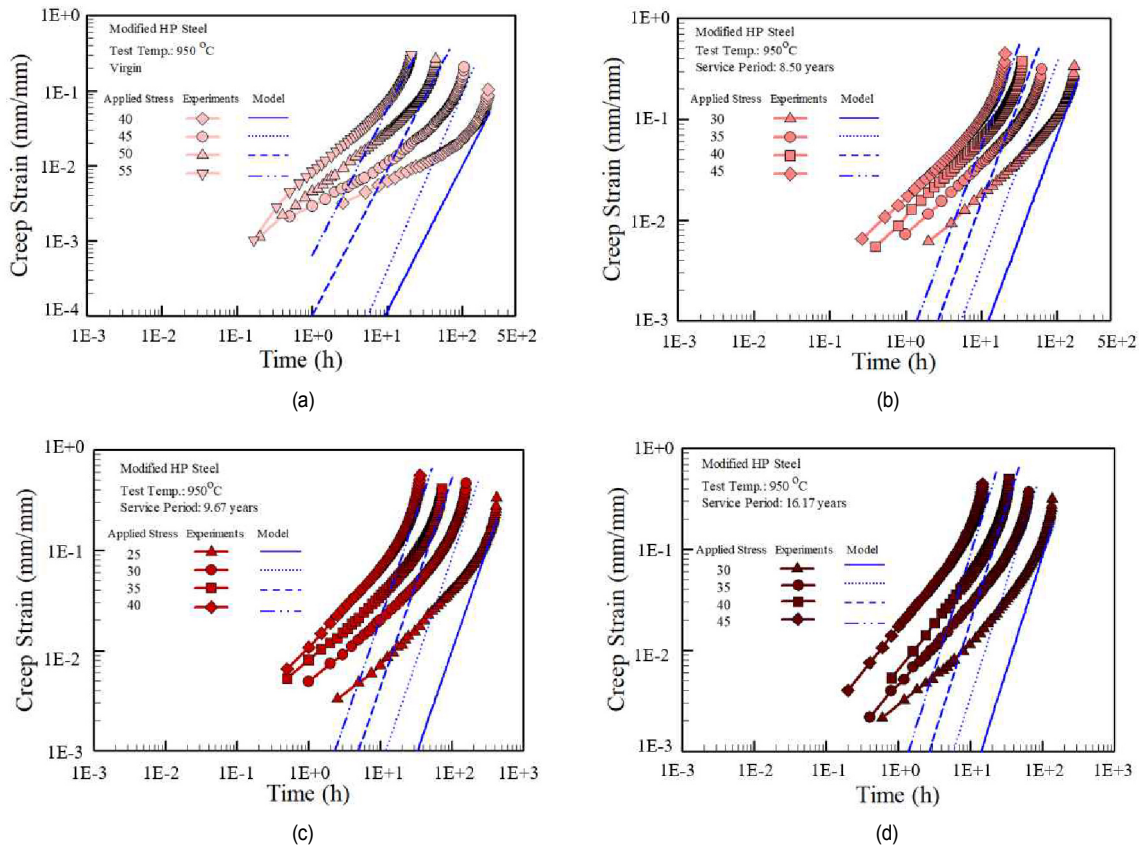 1E+0
1E-1
1E-2
1E-3
1E-4
Creep Strain (mm/mm)
Modified HP Steel
Test Temp.: 950 °C
Virgin
Applied Stress Experiments Model
40
45
50
55
1E-3 1E-2 1E-1 1E+0 1E+1 1E+2 5E+2
Time (h)
(a)
1E+0
1E-1
1E-2
1E-3
Creep Strain (mm/mm)
Modified HP Steel
Test Temp.: 950°C
Service Period: 8.50 years
Applied Stress Experiments Model
30
35
40
45
1E-3 1E-2 1E-1 1E+0 1E+1 1E+2 5E+2
Time (h)
(b)
1E+0
1E-1
1E-2
1E-3
Creep Strain (mm/mm)
Modified HP Steel
Test Temp.: 950°C
Service Period: 9.67 years
Applied Stress Experiments Model
25
30
35
40
1E-3 1E-2 1E-1 1E+0 1E+1 1E+2 1E+3
Time (h)
(c)
1E+0
1E-1
1E-2
1E-3
Creep Strain (mm/mm)
Modified HP Steel
Test Temp.: 950 °C
Service Period: 16.17 years
Applied Stress Experiments Model
30
35
40
45
1E-3 1E-2 1E-1 1E+0 1E+1 1E+2 1E+3
Time (h)
(d)